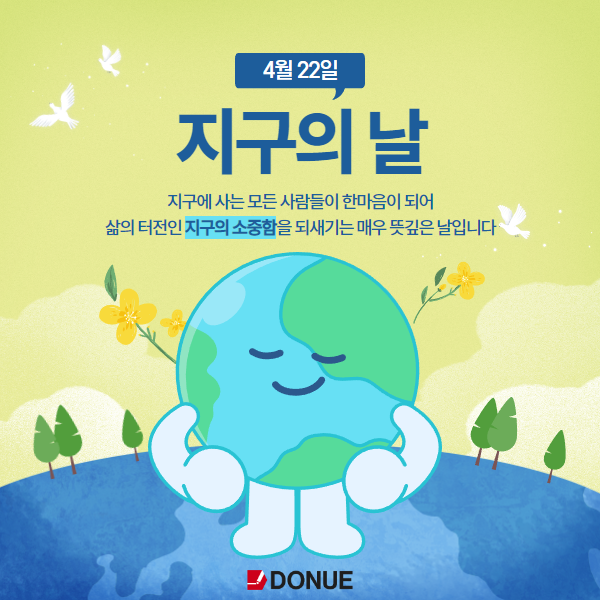 4월 22일
지구의 날
지구에 사는 모든 사람들이 한마음이 되어
삶의 터전인 지구의 소중함을 되새기는 매우 뜻깊은 날입니다
DONUE